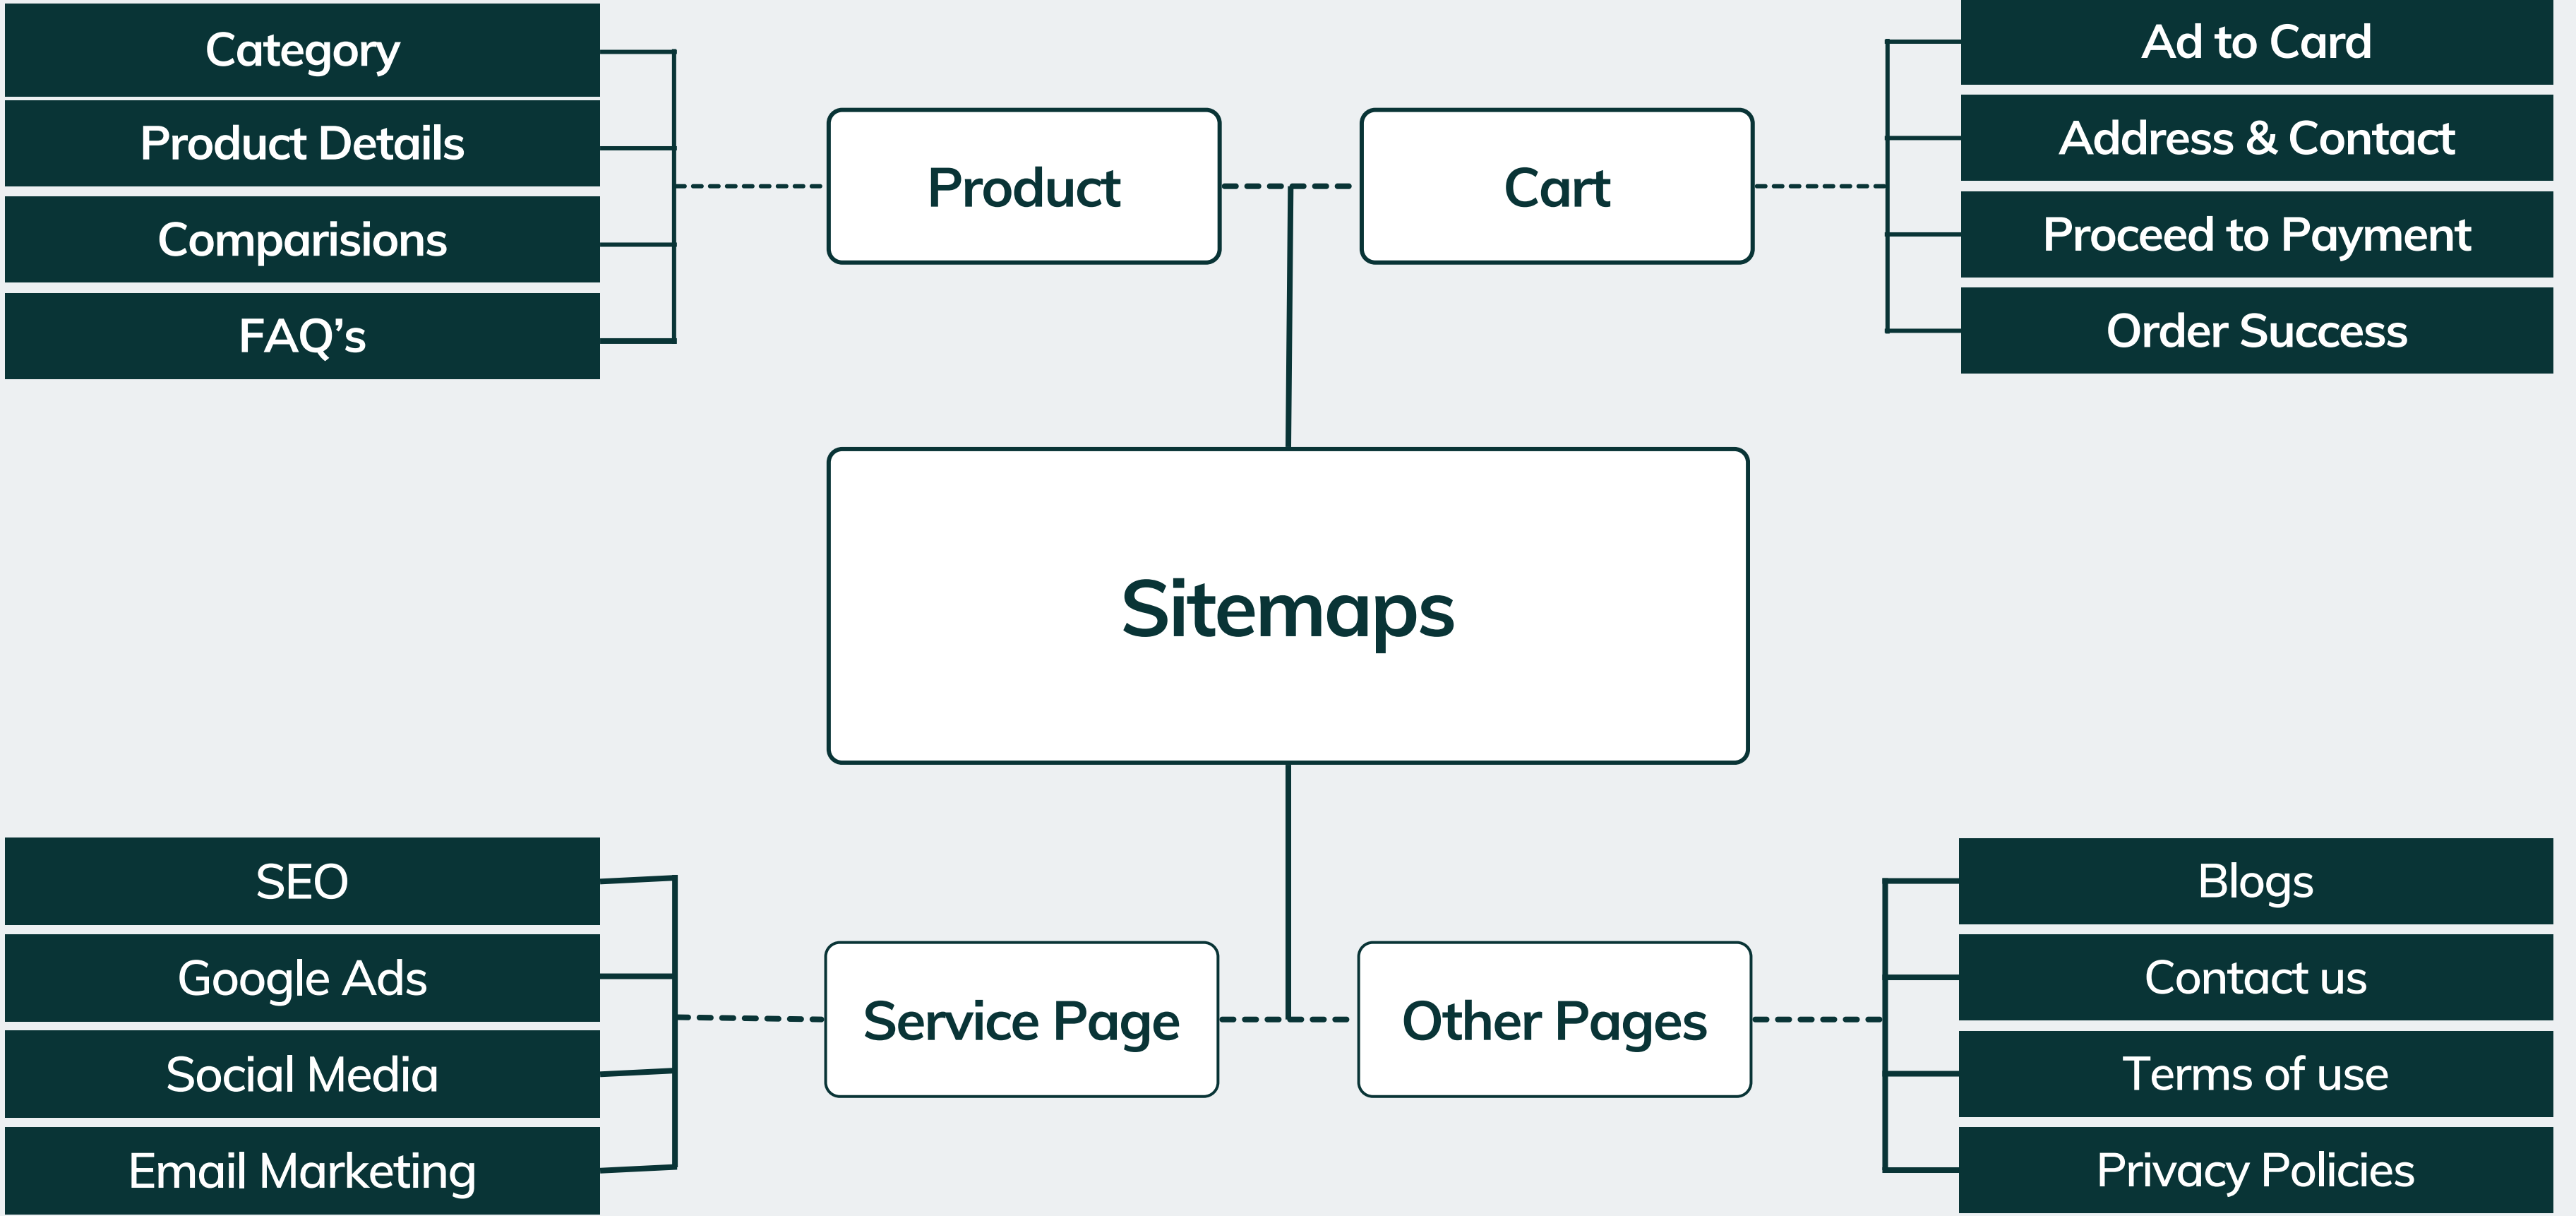 Category
Product Details
Comparisions
FAQ’s
Product
Cart
Ad to Card
Address & Contact
Proceed to Payment
Order Success
Sitemaps
SEO
Google Ads
Social Media
Email Marketing
Service Page
Other Pages
Blogs
Contact us
Terms of use
Privacy Policies